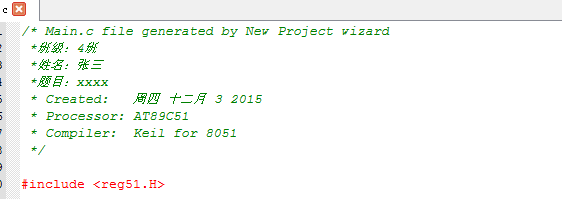 c
/* Main.c file generated by New Project wizard
*班级：4班
*姓名：张三
*题目：xxxx
* Created:   周四 十二月 3 2015
* Processor: AT89C51
* Compiler:  Keil for 8051
*/
#include <reg51.H>